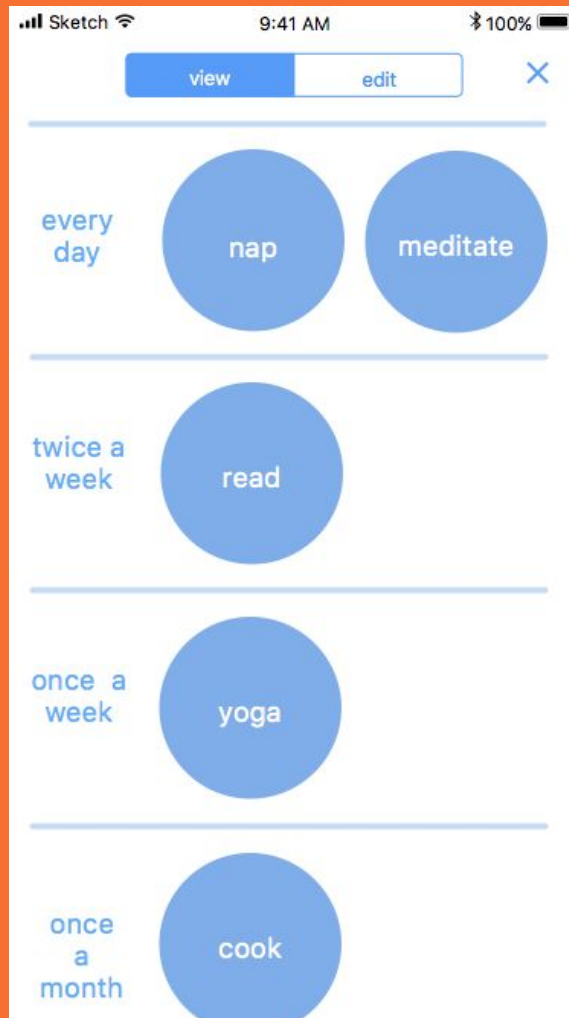 Sketch 9:41 AM 100%
view edit
every
day
nap meditate
twice a
week
read
once a
week
yoga
once
a
month
cook